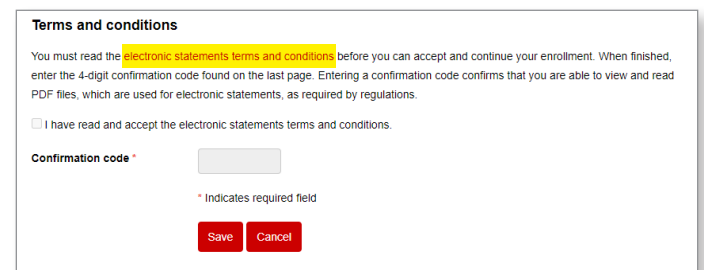 Terms and conditions
You must read the electronic statements terms and conditions before you can accept and continue your enrollment. When finished,
enter the 4-digit confirmation code found on the last page. Entering a confirmation code confirms that you are able to view and read
PDF files, which are used for electronic statements, as required by regulations.
I have read and accept the electronic statements terms and conditions.
Confirmation code *
* Indicates required field
Save Cancel